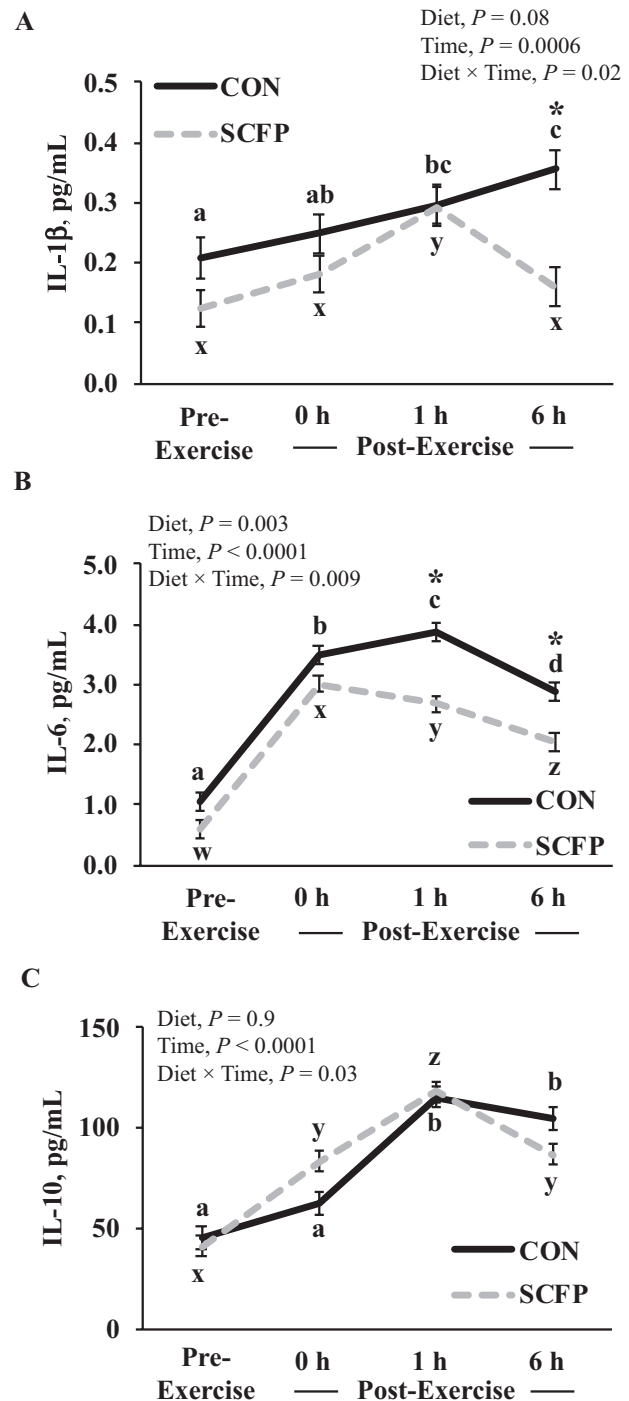 A
Diet, P = 0.08
Time, P = 0.0006
Diet × Time, P = 0.02
0.5
CON
SCFP
*
c
0.4
bc
ab
a
0.3
IL-1β, pg/mL
0.2
y
0.1
x
x
x
0.0
Pre-
Exercise
0 h
1 h
6 h
Post-Exercise
B
Diet, P = 0.003
Time, P < 0.0001
Diet × Time, P = 0.009
5.0
*
c
b
*
d
4.0
3.0
IL-6, pg/mL
x
y
z
2.0
a
1.0
CON
SCFP
w
0.0
Pre-
Exercise
0 h
1 h
6 h
Post-Exercise
C
Diet, P = 0.9
Time, P < 0.0001
Diet × Time, P = 0.03
150
z
b
y
b
100
IL-10, pg/mL
y
a
a
50
x
CON
SCFP
0
Pre-
Exercise
0 h
1 h
6 h
Post-Exercise